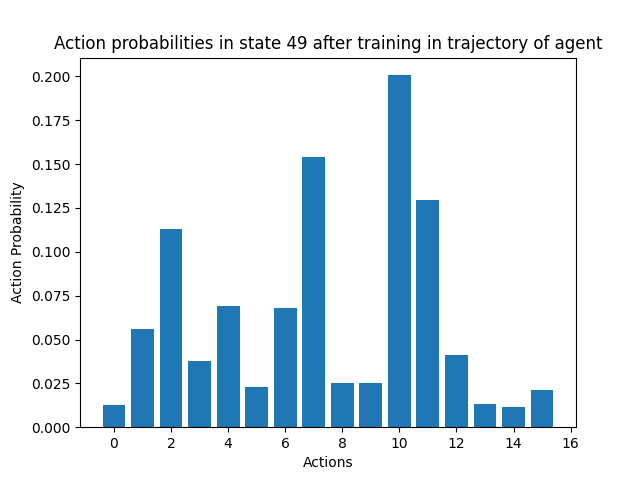 Action probabilities in state 49 after training in trajectory of agent
0.200
0.175
0.150
0.125
0.100
0.075
0.050
0.025
0.000
Action Probability
0 2 4 6 8 10 12 14 16
Actions